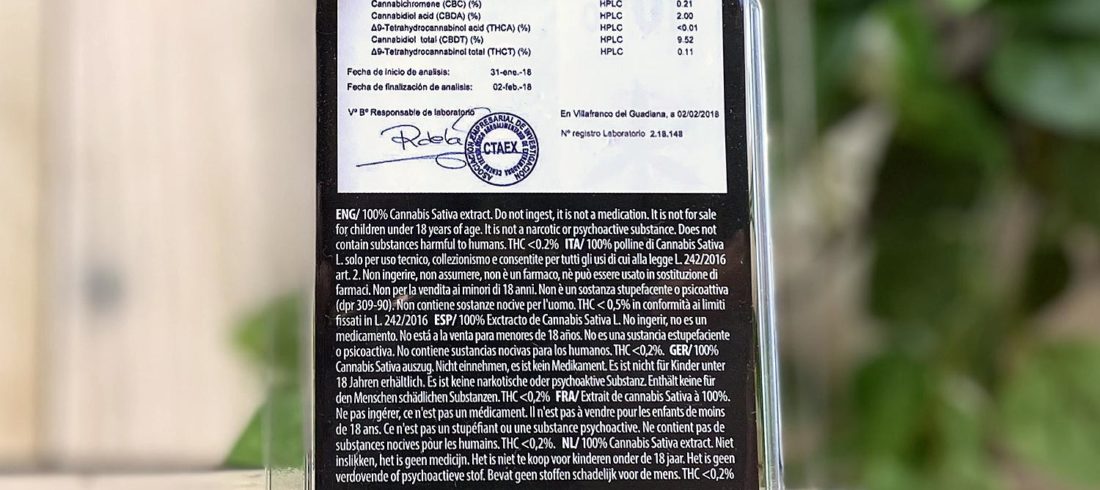 Cannabichromene (CBC) (%) HPLC 0.21
Cannabidiol acid (CBDA) (%) HPLC 2.00
Δ9-Tetrahydrocannabinol acid (THCA) (%) HPLC <0.01
Cannabidiol total (CBDT) (%) HPLC 9.52
Δ9-Tetrahydrocannabinol total (THCT) (%) HPLC 0.11
Fecha de inicio de analisis: 31-ene.-18
Fecha de finalización de analisis: 02-feb.-18
Vº Bº Responsable de laboratorio
En Villafranco del Guadiana, a 02/02/2018
Nº registro Laboratorio 2.18.148
ASOCIACIÓN EMPRESARIAL DE INVESTIGACIÓN
CTAEX
ENG/ 100% Cannabis Sativa extract. Do not ingest, it is not a medication. It is not for sale
for children under 18 years of age. It is not a narcotic or psychoactive substance. Does not
contain substances harmful to humans. THC <0.2% ITA/ 100% polline di Cannabis Sativa
L. solo per uso tecnico, collezionismo e consentite per tutti gli usi di cui alla legge L. 242/2016
art. 2. Non ingerire, non assumere, non è un farmaco, nè può essere usato in sostituzione di
farmaci. Non per la vendita ai minori di 18 anni. Non è un sostanza stupefacente o psicoattiva
(dpr 309-90). Non contiene sostanze nocive per l'uomo. THC < 0,5% in conformità ai limiti
fissati in L. 242/2016 ESP/ 100% Exctracto de Cannabis Sativa L. No ingerir, no es un
medicamento. No está a la venta para menores de 18 años. No es una sustancia estupefaciente
o psicoactiva. No contiene sustancias nocivas para los humanos. THC <0,2%. GER/ 100%
Cannabis Sativa auszug. Nicht einnehmen, es ist kein Medikament. Es ist nicht für Kinder unter
18 Jahren erhältlich. Es ist keine narkotische oder psychoaktive Substanz. Enthält keine für
den Menschen schädlichen Substanzen. THC <0,2% FRA/ Extrait de cannabis Sativa à 100%.
Ne pas ingérer, ce n'est pas un médicament. Il n'est pas à vendre pour les enfants de moins
de 18 ans. Ce n'est pas un stupéfiant ou une substance psychoactive. Ne contient pas de
substances nocives pour les humains. THC <0,2%. NL/ 100% Cannabis Sativa extract. Niet
inslikken, het is geen medicijn. Het is niet te koop voor kinderen onder de 18 jaar. Het is geen
verdovende of psychoactieve stof. Bevat geen stoffen schadelijk voor de mens. THC <0,2%